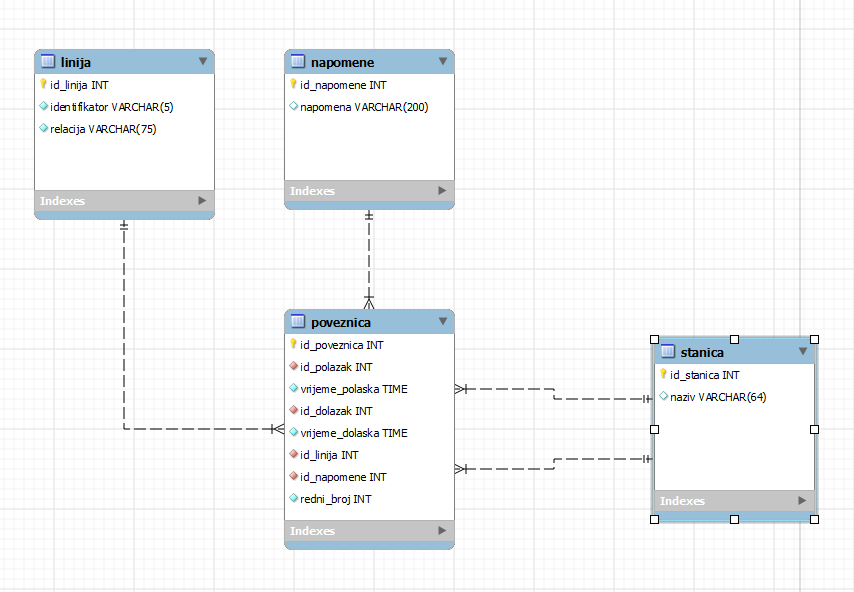 linija
id_linija INT
identifikator VARCHAR(5)
relacija VARCHAR(75)
Indexes
napomene
id_napomene INT
napomena VARCHAR(200)
Indexes
poveznica
id_poveznica INT
id_polazak INT
vrijeme_polaska TIME
id_dolazak INT
vrijeme_dolaska TIME
id_linija INT
id_napomene INT
redni_broj INT
Indexes
stanica
id_stanica INT
naziv VARCHAR(64)
Indexes